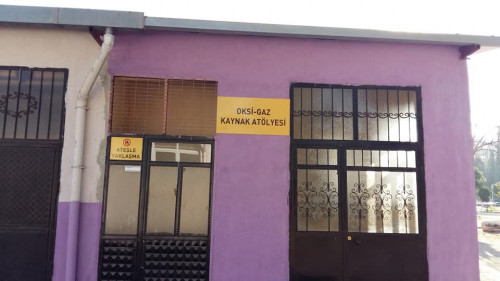 OKSİ-GAZ
KAYNAK ATÖLYESİ
ATEŞLE
YAKLAŞMA